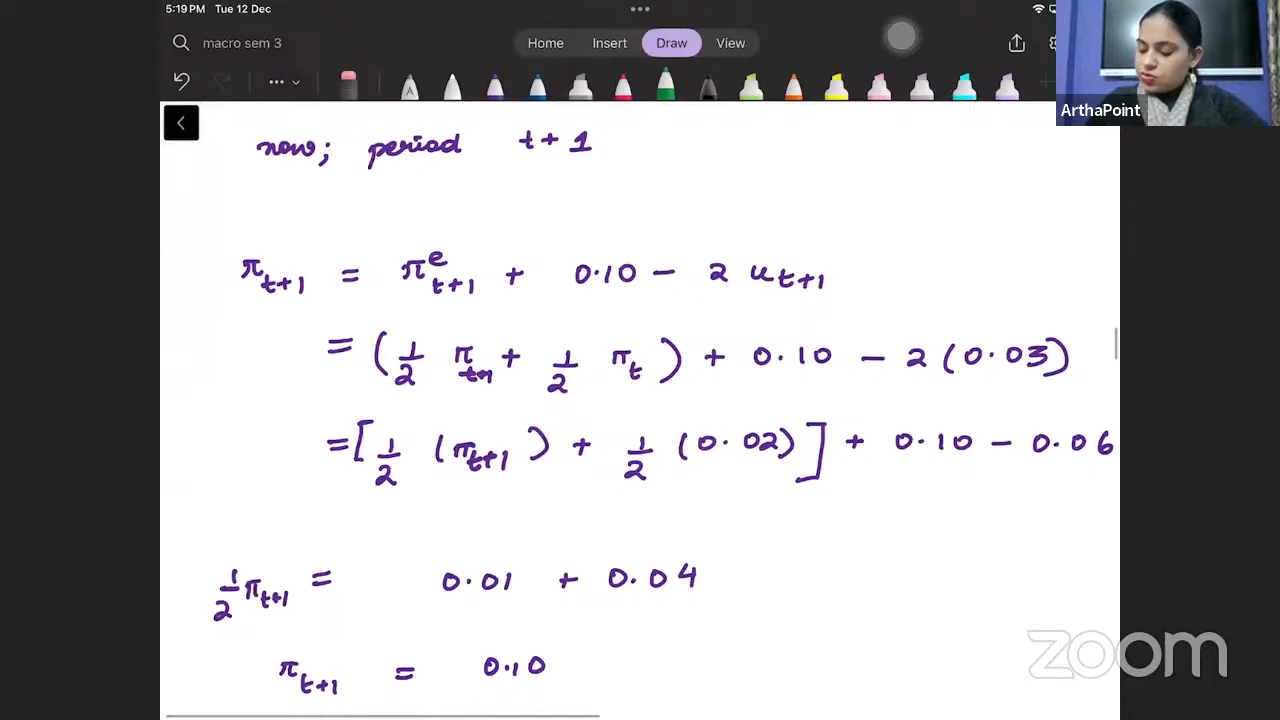 5:19 PM Tue 12 Dec
macro sem 3
Home Insert Draw View
ArthaPoint
now; period t+1
π_{t+1} = π^e_{t+1} + 0.10 − 2 u_{t+1}
= (1/2 π_{t+1} + 1/2 π_t) + 0.10 − 2 (0.03)
= [1/2 (π_{t+1}) + 1/2 (0.02)] + 0.10 − 0.06
1/2 π_{t+1} = 0.01 + 0.04
π_{t+1} = 0.10
zoom